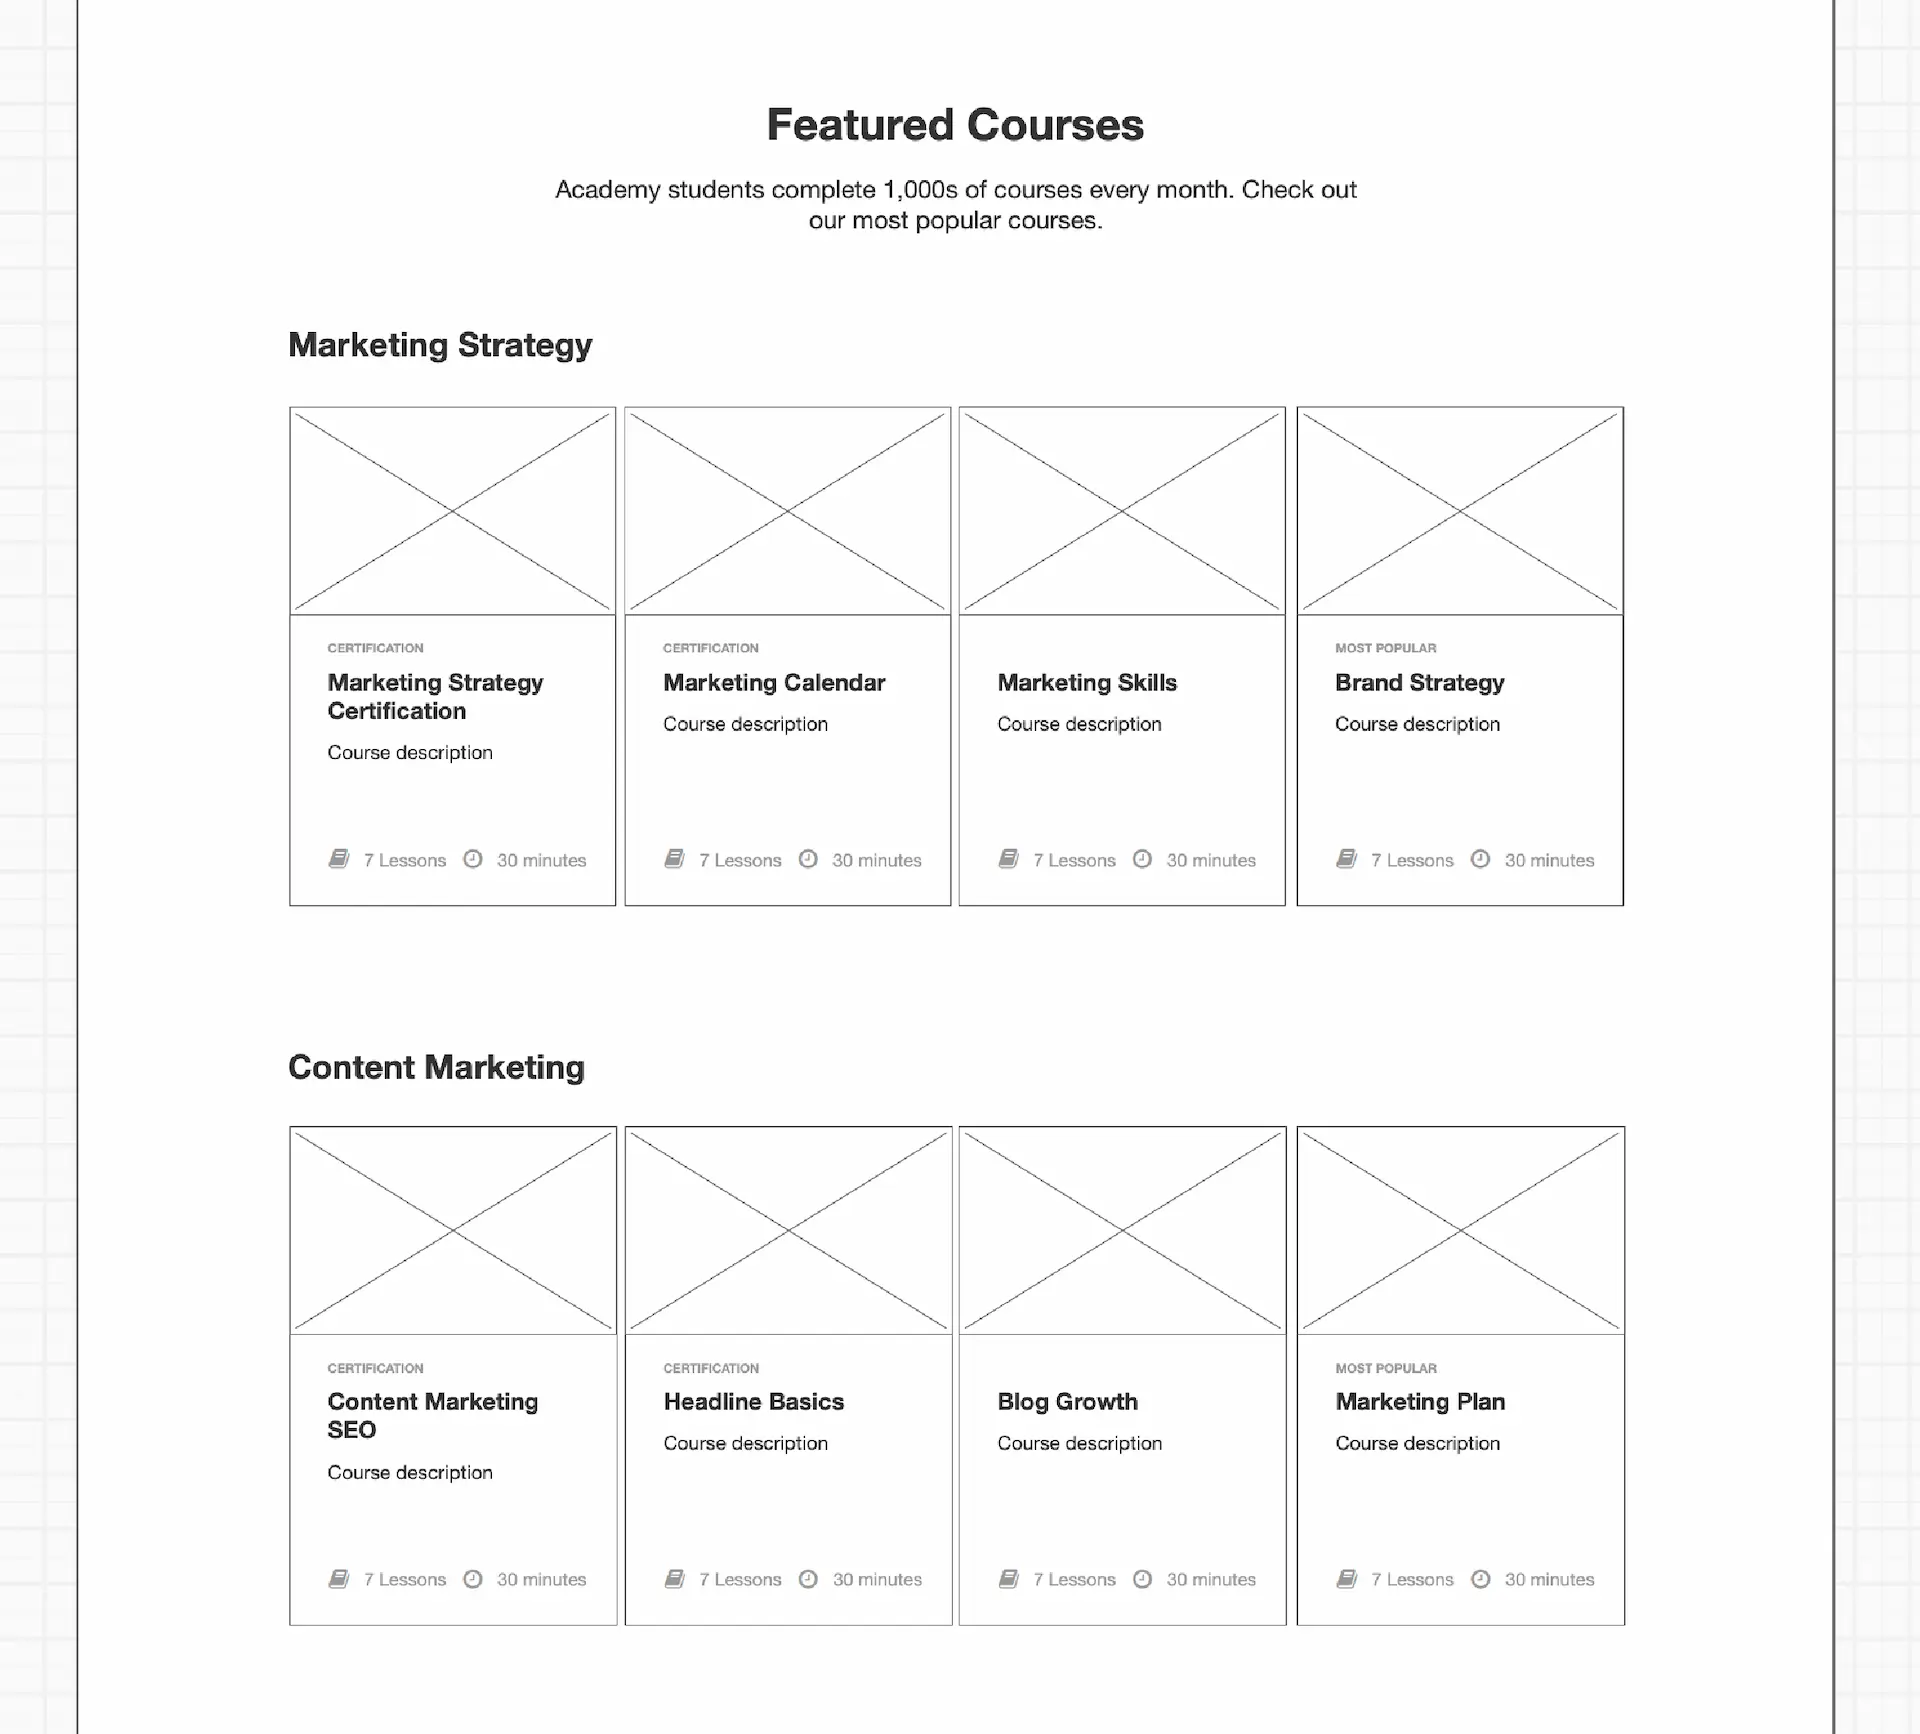 Featured Courses
Academy students complete 1,000s of courses every month. Check out
our most popular courses.
Marketing Strategy
CERTIFICATION
Marketing Strategy
Certification
Course description
7 Lessons 30 minutes
CERTIFICATION
Marketing Calendar
Course description
7 Lessons 30 minutes
Marketing Skills
Course description
7 Lessons 30 minutes
MOST POPULAR
Brand Strategy
Course description
7 Lessons 30 minutes
Content Marketing
CERTIFICATION
Content Marketing
SEO
Course description
7 Lessons 30 minutes
CERTIFICATION
Headline Basics
Course description
7 Lessons 30 minutes
Blog Growth
Course description
7 Lessons 30 minutes
MOST POPULAR
Marketing Plan
Course description
7 Lessons 30 minutes